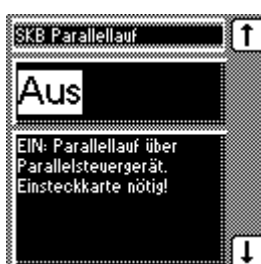 SKB Parallellauf
Aus
EIN: Parallellauf über
Parallelsteuergerät.
Einsteckkarte nötig!